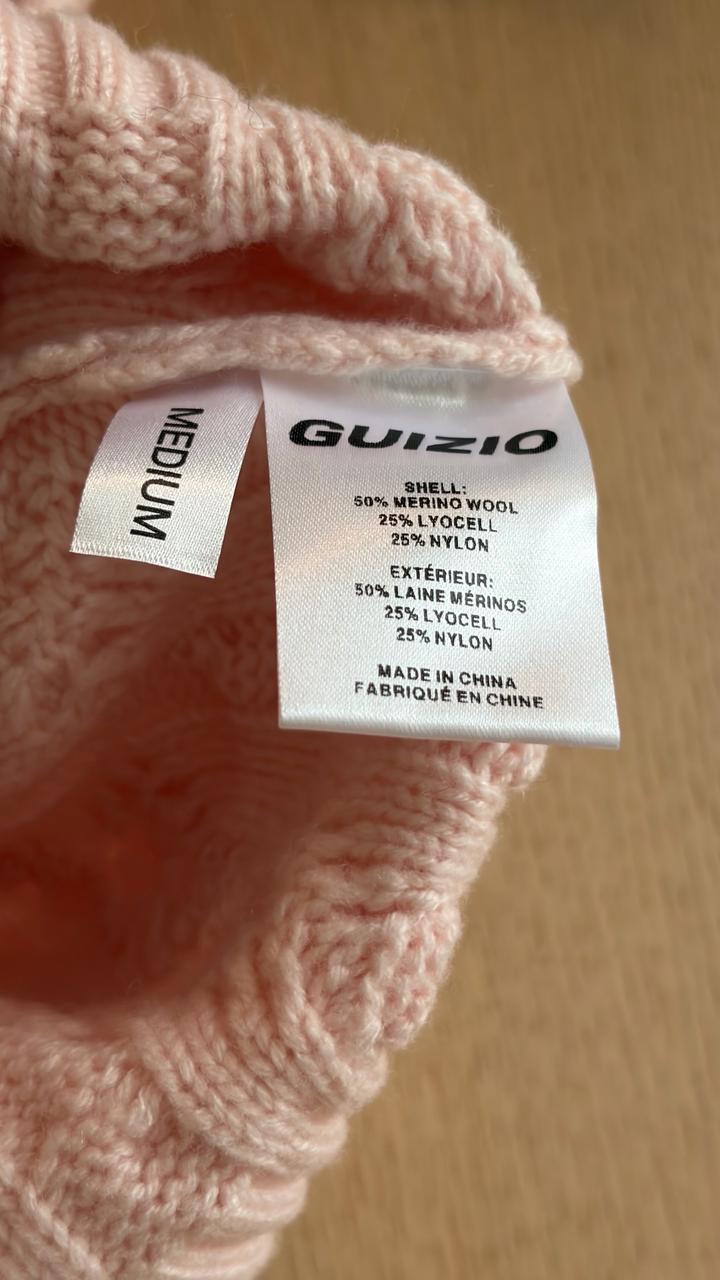 MEDIUM
GUIZIO
SHELL:
50% MERINO WOOL
25% LYOCELL
25% NYLON
EXTÉRIEUR:
50% LAINE MÉRINOS
25% LYOCELL
25% NYLON
MADE IN CHINA
FABRIQUÉ EN CHINE